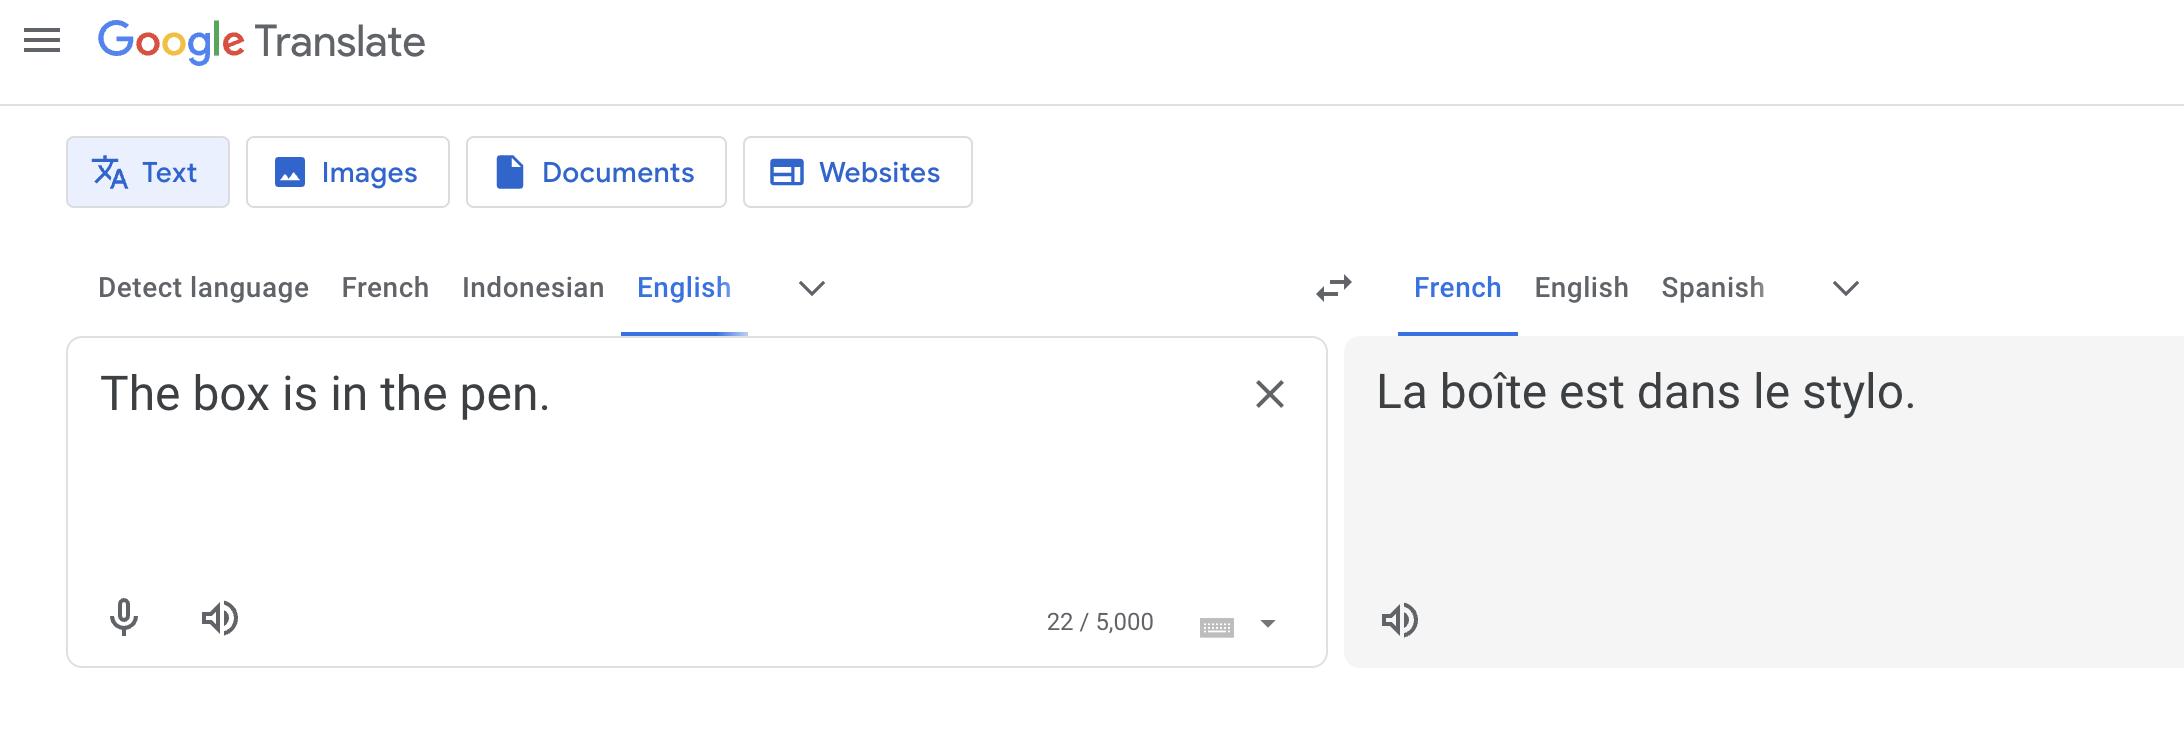 Google Translate
Text Images Documents Websites
Detect language French Indonesian English French English Spanish
The box is in the pen.
La boîte est dans le stylo.
22 / 5,000